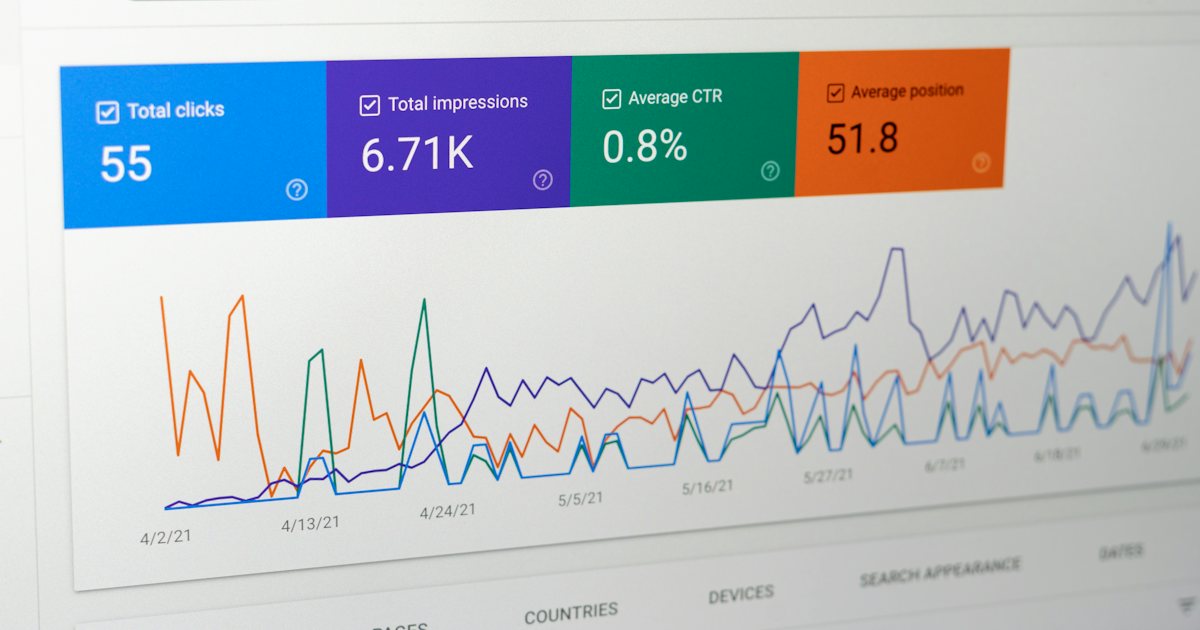 Total clicks
55
Total impressions
6.71K
Average CTR
0.8%
Average position
51.8
4/2/21
4/13/21
4/24/21
5/5/21
5/16/21
5/27/21
6/7/21
6/18/21
6/29/21
COUNTRIES
DEVICES
SEARCH APPEARANCE
DATES